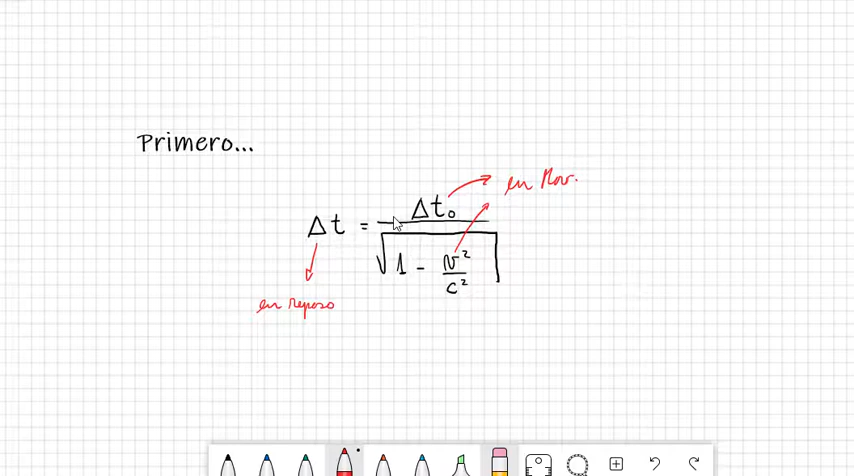 Primero...
Δt = Δt₀ / √(1 - v²/c²)
en Mov.
en reposo